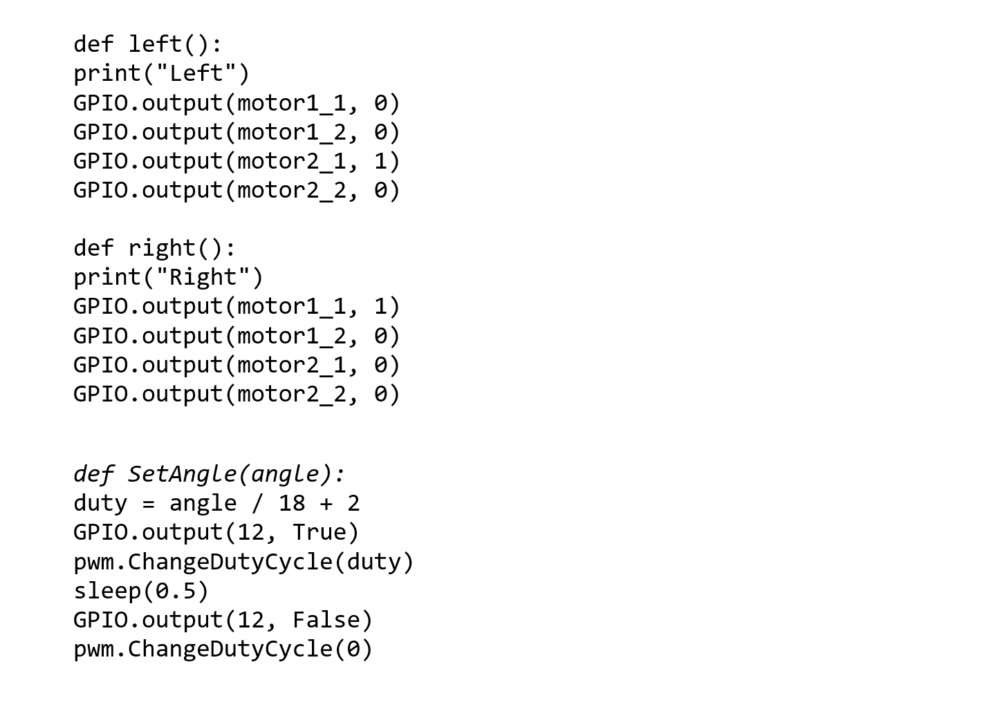 def left():
print("Left")
GPIO.output(motor1_1, 0)
GPIO.output(motor1_2, 0)
GPIO.output(motor2_1, 1)
GPIO.output(motor2_2, 0)
def right():
print("Right")
GPIO.output(motor1_1, 1)
GPIO.output(motor1_2, 0)
GPIO.output(motor2_1, 0)
GPIO.output(motor2_2, 0)
def SetAngle(angle):
duty = angle / 18 + 2
GPIO.output(12, True)
pwm.ChangeDutyCycle(duty)
sleep(0.5)
GPIO.output(12, False)
pwm.ChangeDutyCycle(0)